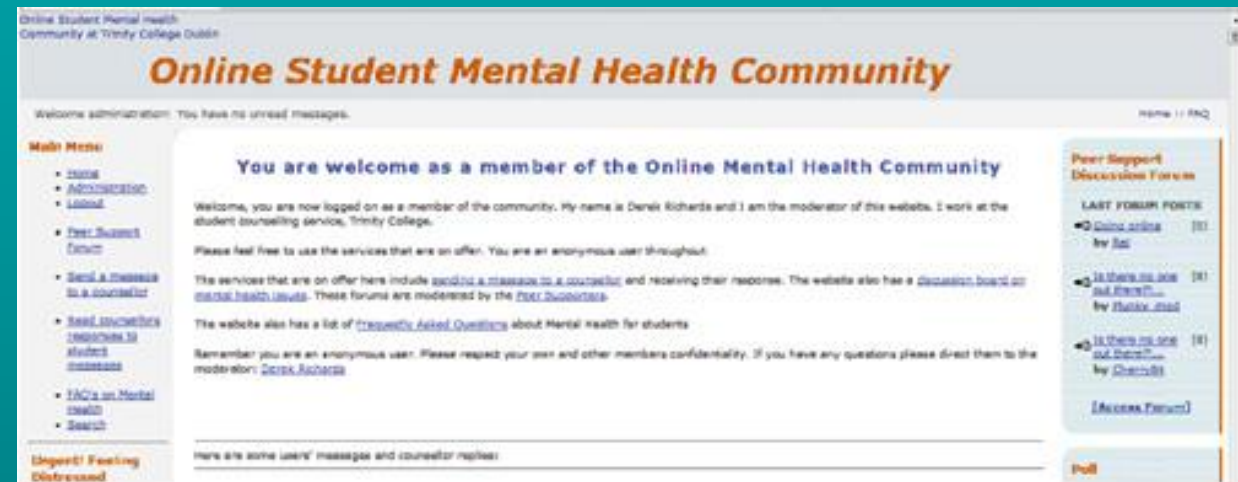 Online Student Mental Health
Community at Trinity College Dublin
Online Student Mental Health Community
Welcome administration: You have no unread messages.
Home :: FAQ
Main Menu
Home
Administration
Logout
Peer Support
Forum
Send a message
to a counsellor
Read counsellors
responses to
student
messages
FAQ's on Mental
Health
Search
Urgent! Feeling
Distressed
You are welcome as a member of the Online Mental Health Community
Welcome, you are now logged on as a member of the community. My name is Derek Richards and I am the moderator of this website. I work at the
student counselling service, Trinity College.
Please feel free to use the services that are on offer. You are an anonymous user throughout
The services that are on offer here include sending a message to a counsellor and receiving their response. The website also has a discussion board on
mental health issues. These forums are moderated by the Peer Supporters.
The website also has a list of Frequently Asked Questions about Mental Health for students
Remember you are an anonymous user. Please respect your own and other members confidentiality. If you have any questions please direct them to the
moderator: Derek Richards
Here are some users' messages and counsellor replies:
Peer Support
Discussion Forum
LAST FORUM POSTS
Going online
by
Is there no one
out there?...
by
Is there no one
out there?...
by
[Access Forum]
Poll